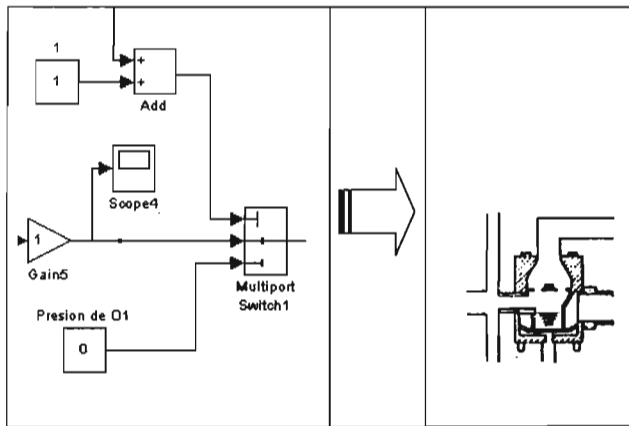 1
1
+
+
Add
Scope4
1
Gain5
Multiport
Switch1
Presion de O1
0